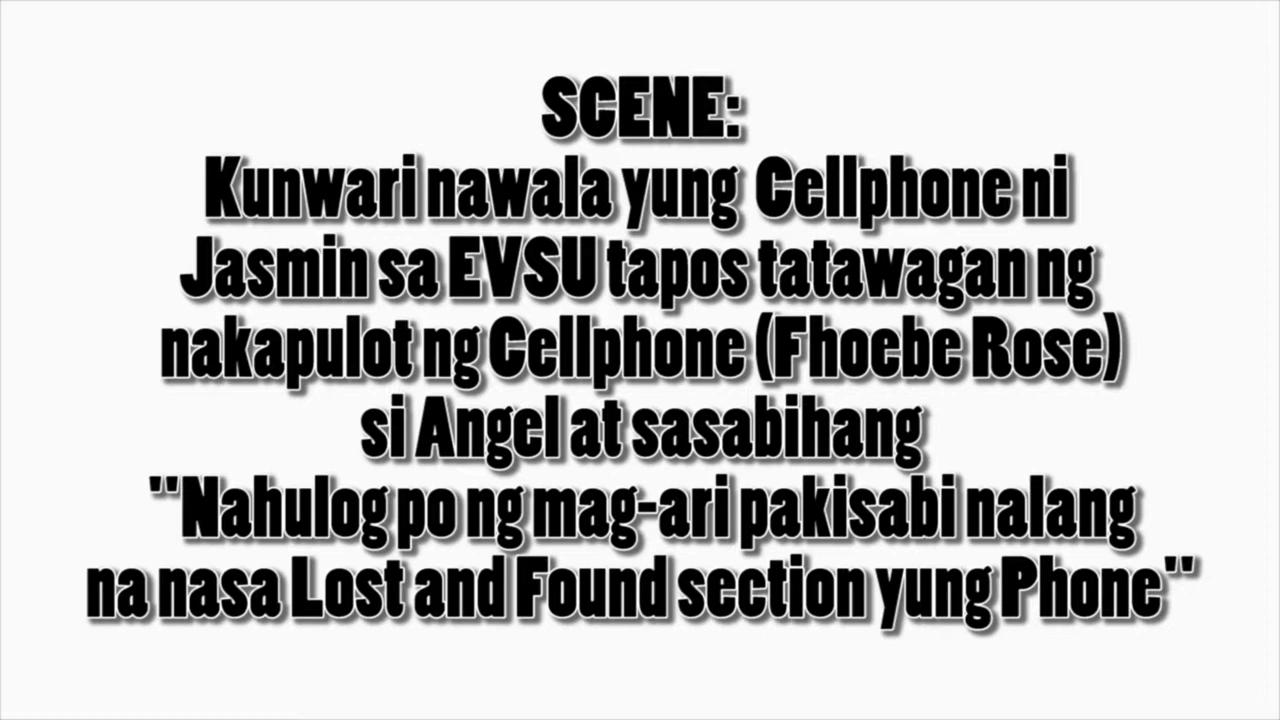 SCENE:
Kunwari nawala yung Cellphone ni
Jasmin sa EVSU tapos tatawagan ng
nakapulot ng Cellphone (Fhoebe Rose)
si Angel at sasabihang
"Nahulog po ng mag-ari pakisabi nalang
na nasa Lost and Found section yung Phone"